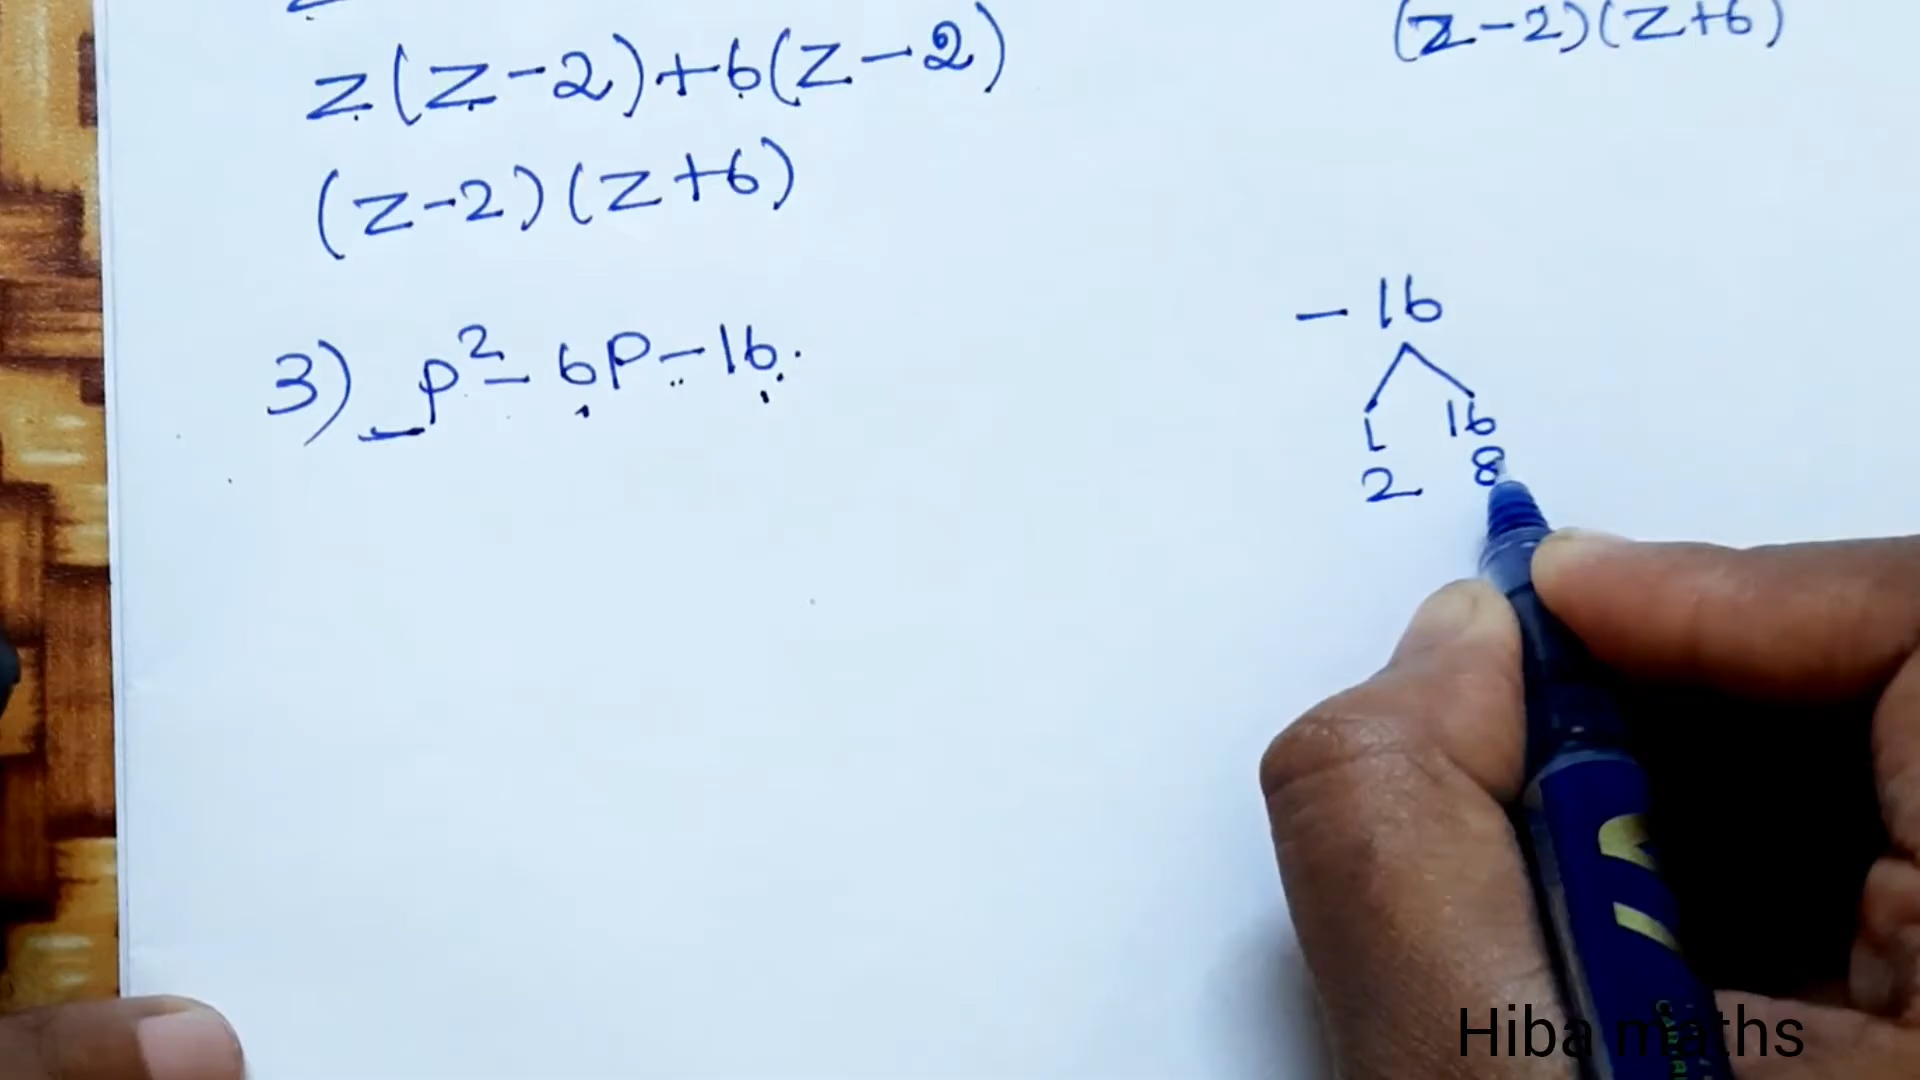 z(z-2)+6(z-2)
(z-2)(z+6)
(z-2)(z+6)
3) p²- 6p-16.
- 16
1 16
2 8
Hiba maths